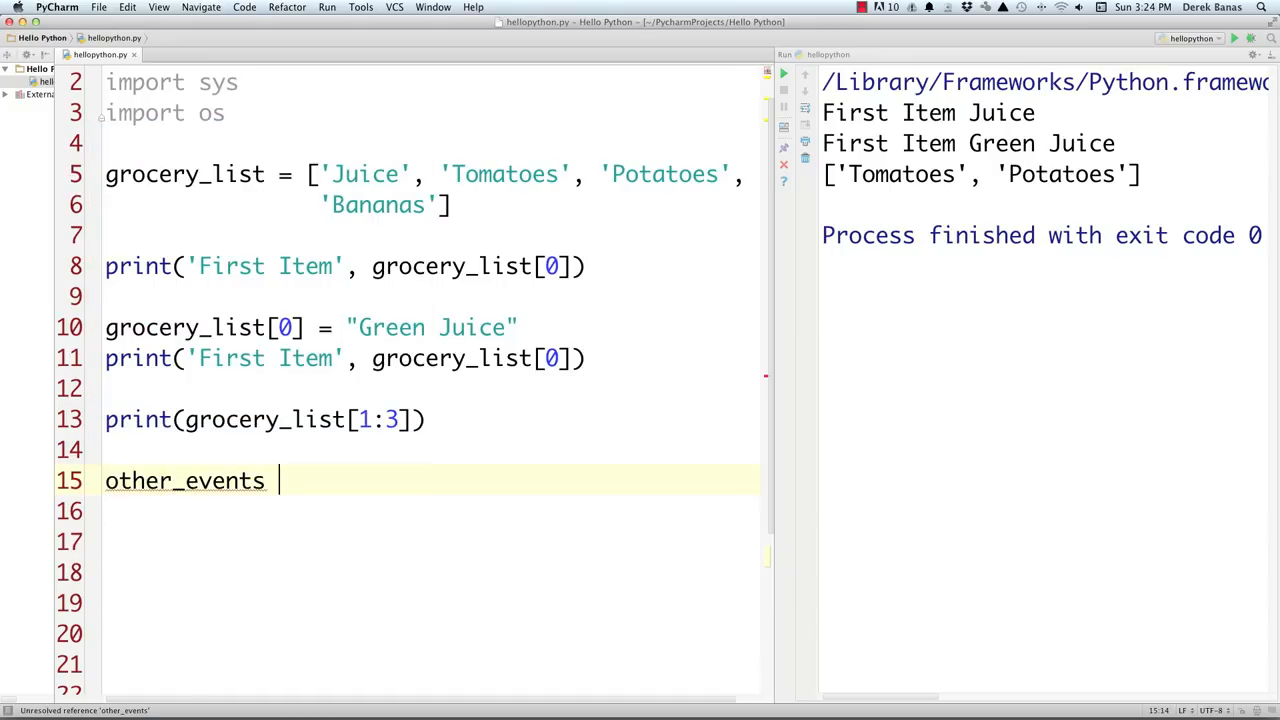 PyCharm File Edit View Navigate Code Refactor Run Tools VCS Window Help 10 Sun 3:24 PM Derek Banas
hellopython.py - Hello Python - [~/PycharmProjects/Hello Python]
Hello Python hellopython.py hellopython
hellopython.py
Run hellopython
Hello P
hello
Externa
2 import sys
3 import os
4
5 grocery_list = ['Juice', 'Tomatoes', 'Potatoes',
6 'Bananas']
7
8 print('First Item', grocery_list[0])
9
10 grocery_list[0] = "Green Juice"
11 print('First Item', grocery_list[0])
12
13 print(grocery_list[1:3])
14
15 other_events
16
17
18
19
20
21
22
/Library/Frameworks/Python.framewo
First Item Juice
First Item Green Juice
['Tomatoes', 'Potatoes']
Process finished with exit code 0
Unresolved reference 'other_events' 15:14 LF UTF-8